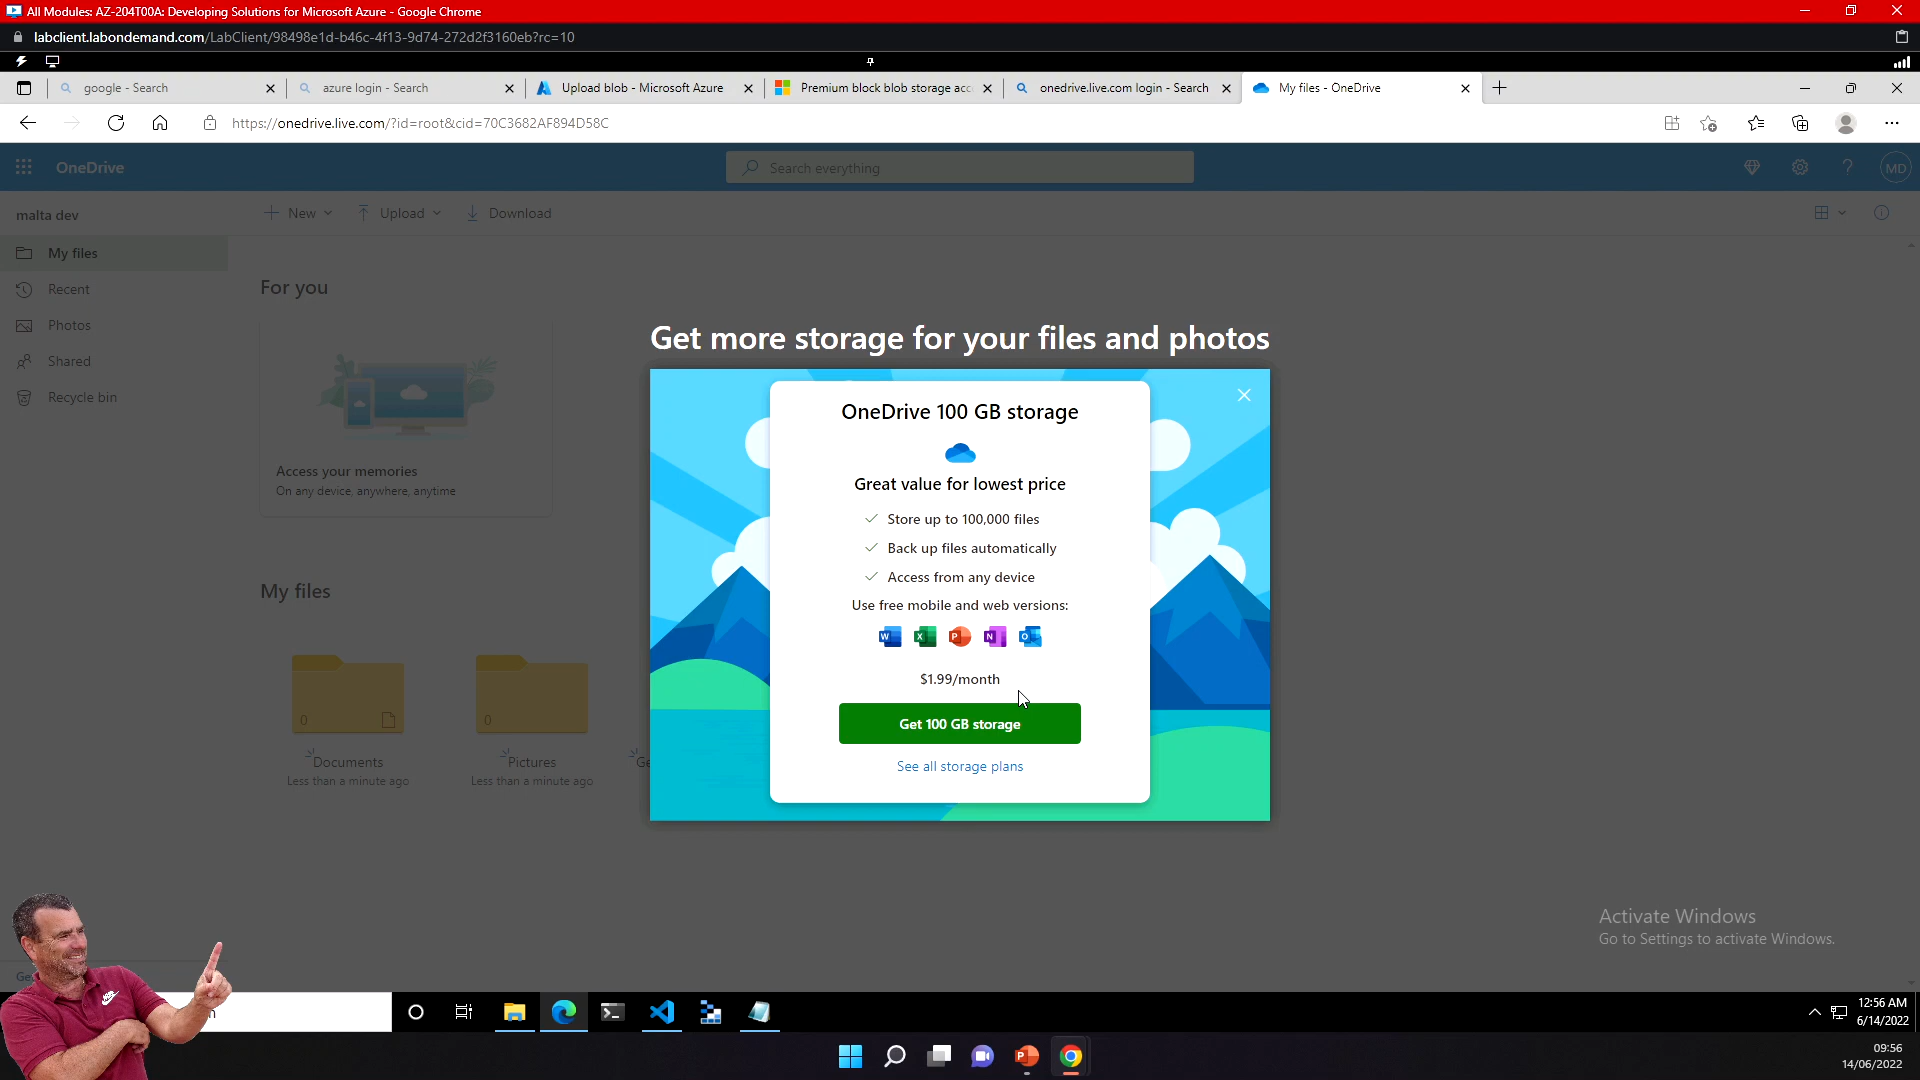 All Modules: AZ-204T00A: Developing Solutions for Microsoft Azure - Google Chrome
labclient.labondemand.com/LabClient/98498e1d-b46c-4f13-9d74-272d2f3160eb?rc=10
google - Search
azure login - Search
Upload blob - Microsoft Azure
Premium block blob storage acc
onedrive.live.com login - Search
My files - OneDrive
https://onedrive.live.com/?id=root&cid=70C3682AF894D58C
OneDrive
Search everything
MD
malta dev
New
Upload
Download
My files
Recent
Photos
Shared
Recycle bin
For you
Access your memories
On any device, anywhere, anytime
My files
0
Documents
Less than a minute ago
0
Pictures
Less than a minute ago
Ge
Get more storage for your files and photos
OneDrive 100 GB storage
Great value for lowest price
Store up to 100,000 files
Back up files automatically
Access from any device
Use free mobile and web versions:
$1.99/month
Get 100 GB storage
See all storage plans
Activate Windows
Go to Settings to activate Windows.
Ge
12:56 AM
6/14/2022
09:56
14/06/2022